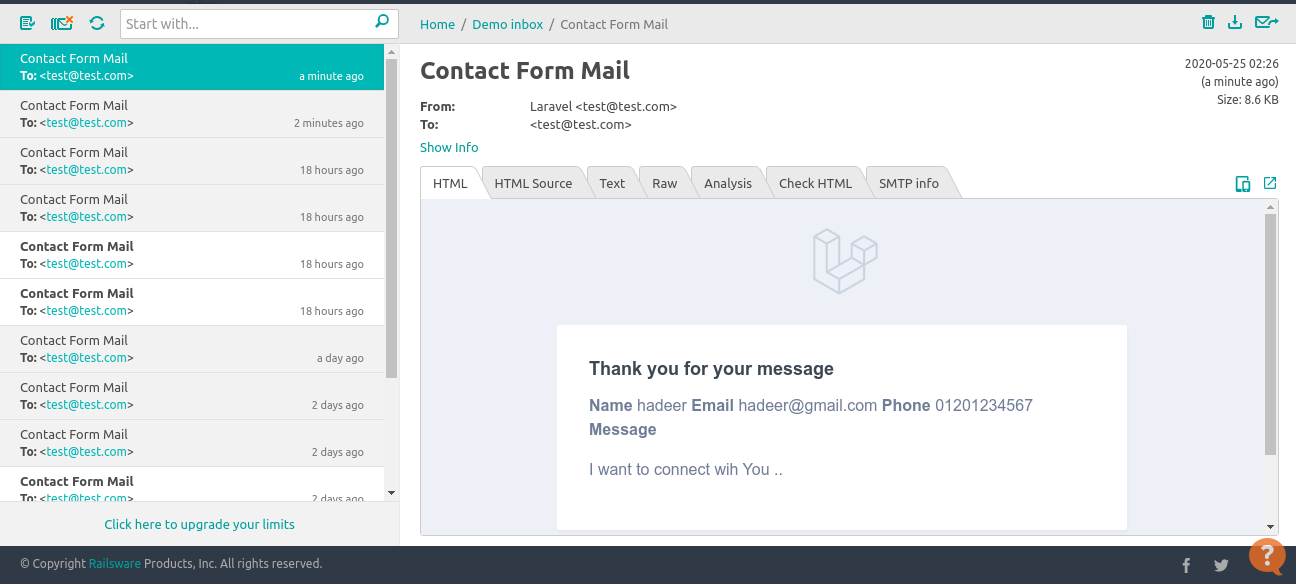 Start with...
Contact Form Mail
To: <test@test.com> a minute ago
Contact Form Mail
To: <test@test.com> 2 minutes ago
Contact Form Mail
To: <test@test.com> 18 hours ago
Contact Form Mail
To: <test@test.com> 18 hours ago
Contact Form Mail
To: <test@test.com> 18 hours ago
Contact Form Mail
To: <test@test.com> 18 hours ago
Contact Form Mail
To: <test@test.com> a day ago
Contact Form Mail
To: <test@test.com> 2 days ago
Contact Form Mail
To: <test@test.com> 2 days ago
Contact Form Mail
To: <test@test.com> 2 days ago
Click here to upgrade your limits
Home / Demo inbox / Contact Form Mail
Contact Form Mail
2020-05-25 02:26
(a minute ago)
Size: 8.6 KB
From: Laravel <test@test.com>
To: <test@test.com>
Show Info
HTML HTML Source Text Raw Analysis Check HTML SMTP info
Thank you for your message
Name hadeer Email hadeer@gmail.com Phone 01201234567
Message
I want to connect wih You ..
© Copyright Railsware Products, Inc. All rights reserved.
?